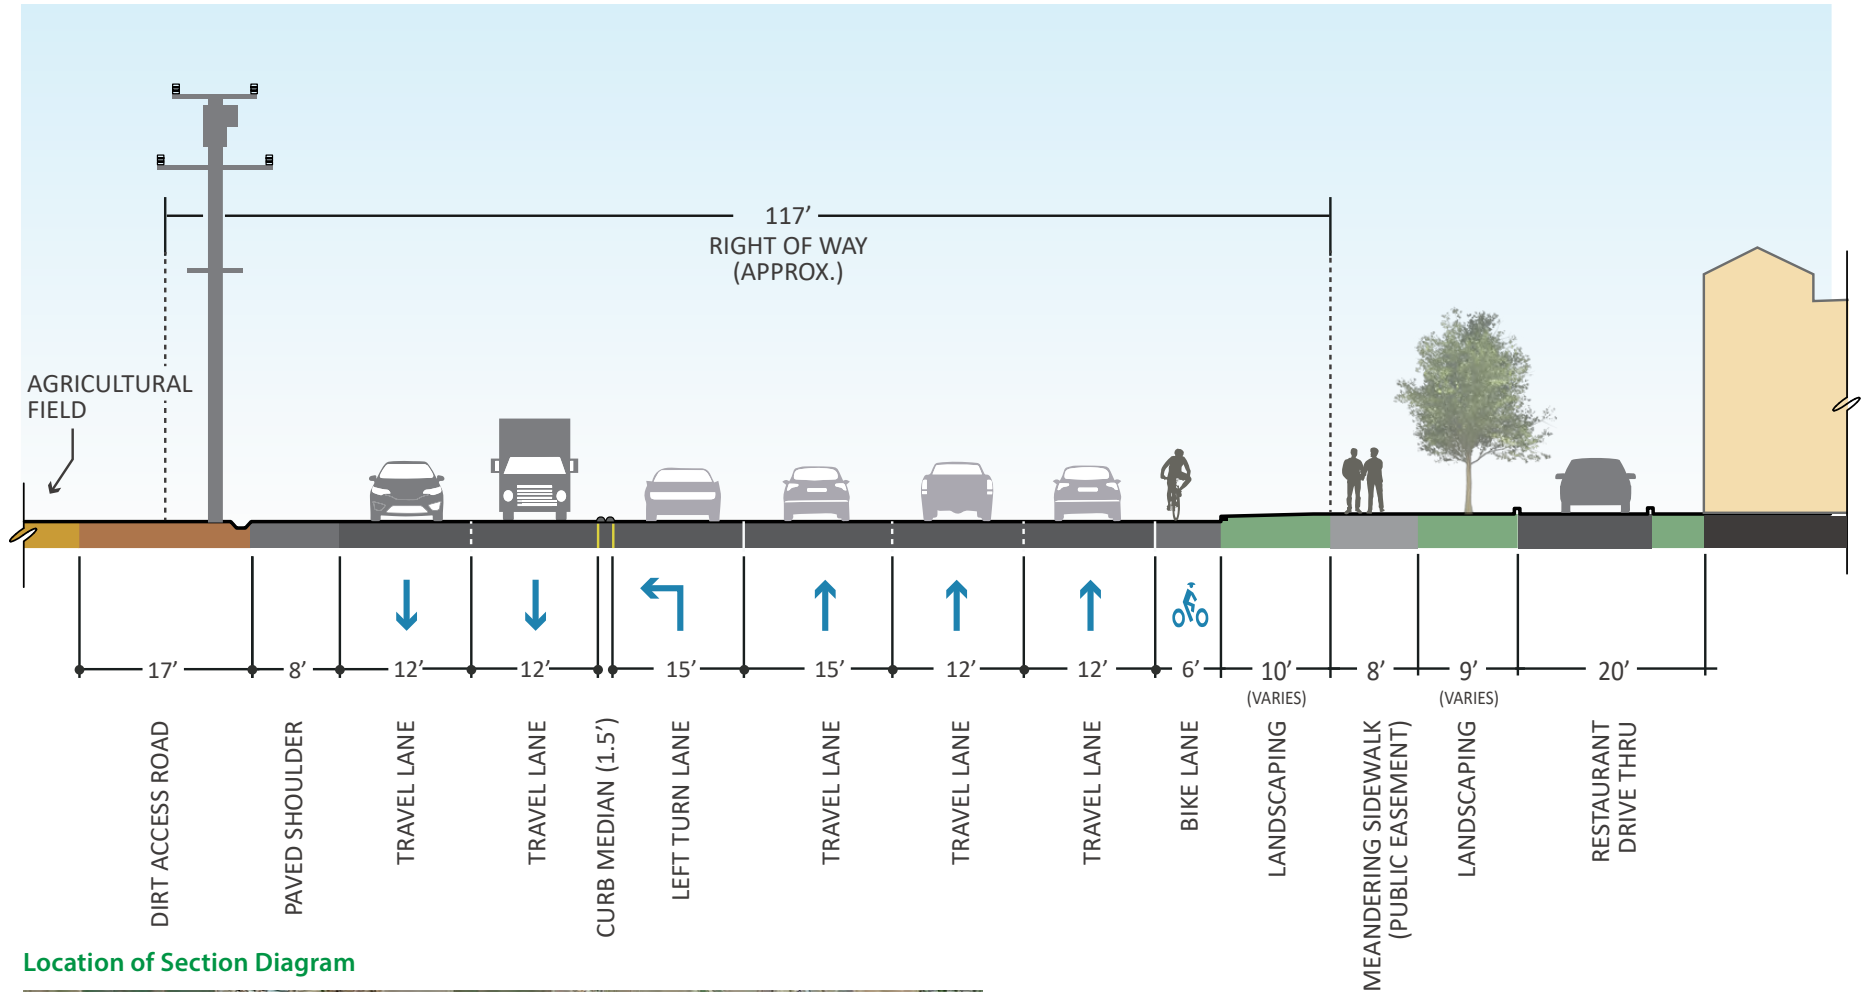 117’
RIGHT OF WAY
(APPROX.)
AGRICULTURAL
FIELD
17’
8’
12’
12’
15’
15’
12’
12’
6’
10’
(VARIES)
8’
9’
(VARIES)
20’
DIRT ACCESS ROAD
PAVED SHOULDER
TRAVEL LANE
TRAVEL LANE
CURB MEDIAN (1.5’)
LEFT TURN LANE
TRAVEL LANE
TRAVEL LANE
TRAVEL LANE
BIKE LANE
LANDSCAPING
MEANDERING SIDEWALK
(PUBLIC EASEMENT)
LANDSCAPING
RESTAURANT
DRIVE THRU
Location of Section Diagram